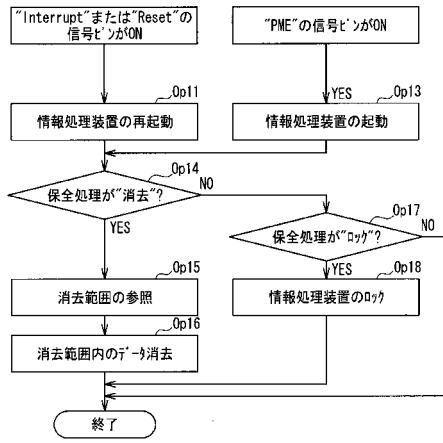 "Interrupt"または"Reset"の
信号ピンがON
"PME"の信号ピンがON
Op11
情報処理装置の再起動
YES
Op13
情報処理装置の起動
Op14
保全処理が"消去"?
NO
YES
Op17
保全処理が"ロック"?
NO
YES
Op15
消去範囲の参照
Op18
情報処理装置のロック
Op16
消去範囲内のデータ消去
終了